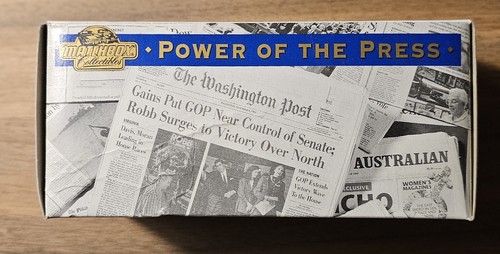 MATCHBOX
Collectibles
· POWER OF THE PRESS ·
The Washington Post
Gains Put GOP Near Control of Senate;
Robb Surges to Victory Over North
VIRGINIA
Davis, Moran
Leading in
House Races
THE NATION
GOP Extends
Victory Wave
To the House
AUSTRALIAN
EXCLUSIVE
CHO
WOMEN'S
MAGAZINES